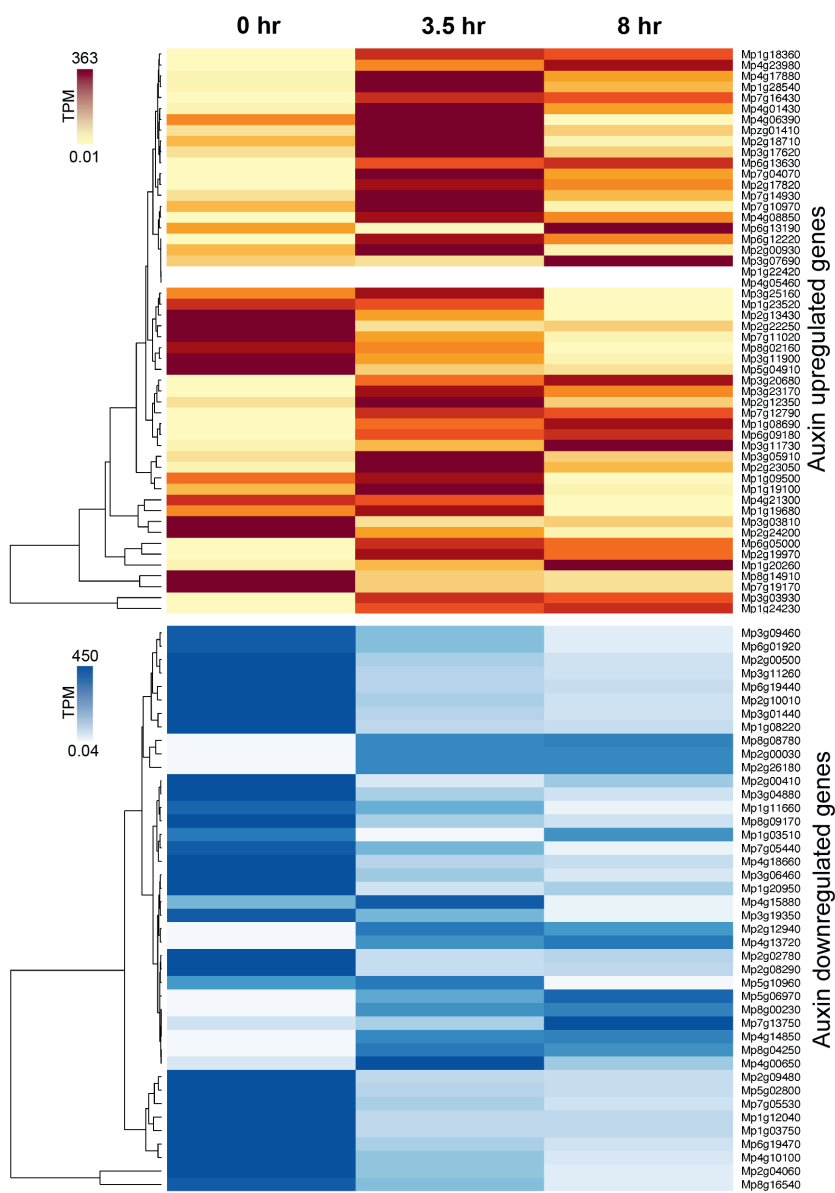 0 hr 3.5 hr 8 hr
363
TPM
0.01
Mp1g18360
Mp4g23980
Mp4g17880
Mp1g28540
Mp7g16430
Mp4g01430
Mp4g06390
Mpzg01410
Mp2g18710
Mp3g17620
Mp6g13630
Mp7g04070
Mp2g17820
Mp7g14930
Mp7g10970
Mp4g08850
Mp6g13190
Mp6g12220
Mp2g00930
Mp3g07690
Mp1g22420
Mp4g05460
Mp3g25160
Mp1g23520
Mp2g13430
Mp2g22250
Mp7g11020
Mp8g02160
Mp3g11900
Mp5g04910
Mp3g20680
Mp3g23170
Mp2g12350
Mp7g12790
Mp1g08690
Mp6g09180
Mp3g11730
Mp3g05910
Mp2g23050
Mp1g09500
Mp1g19100
Mp4g21300
Mp1g19680
Mp3g03810
Mp2g24200
Mp6g05000
Mp2g19970
Mp1g20260
Mp8g14910
Mp7g19170
Mp3g03930
Mp1g24230
Auxin upregulated genes
450
TPM
0.04
Mp3g09460
Mp6g01920
Mp2g00500
Mp3g11260
Mp6g19440
Mp2g10010
Mp3g01440
Mp1g08220
Mp8g08780
Mp2g00030
Mp2g26180
Mp2g00410
Mp3g04880
Mp1g11660
Mp8g09170
Mp1g03510
Mp7g05440
Mp4g18660
Mp3g06460
Mp1g20950
Mp4g15880
Mp3g19350
Mp2g12940
Mp4g13720
Mp2g02780
Mp2g08290
Mp5g10960
Mp5g06970
Mp8g00230
Mp7g13750
Mp4g14850
Mp8g04250
Mp4g00650
Mp2g09480
Mp5g02800
Mp7g05530
Mp1g12040
Mp1g03750
Mp6g19470
Mp4g10100
Mp2g04060
Mp8g16540
Auxin downregulated genes